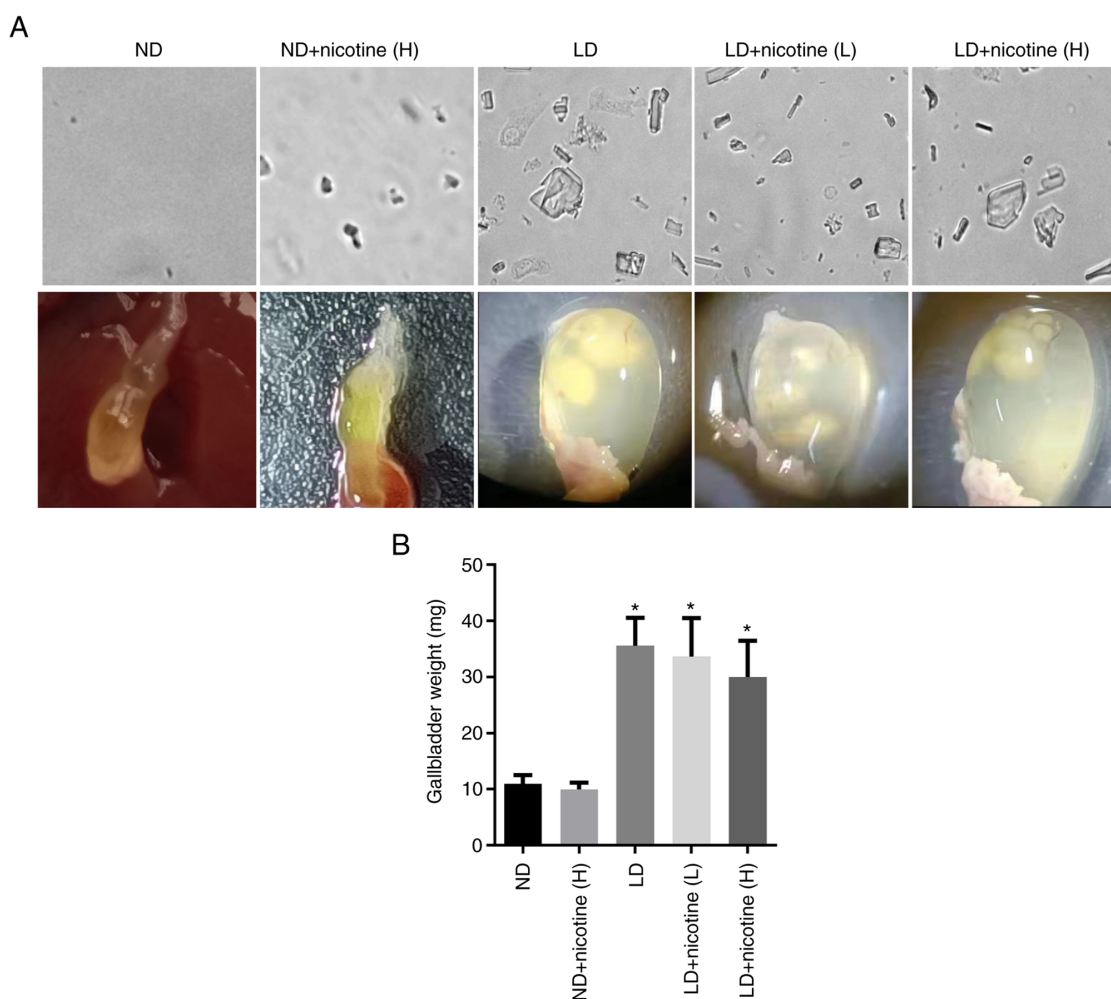 A
ND
ND+nicotine (H)
LD
LD+nicotine (L)
LD+nicotine (H)
B
Gallbladder weight (mg)
50
40
30
20
10
0
*
*
*
ND
ND+nicotine (H)
LD
LD+nicotine (L)
LD+nicotine (H)